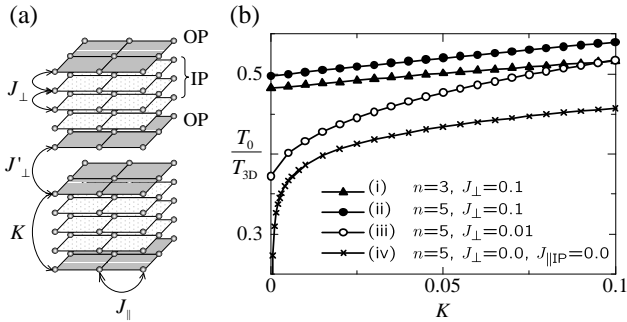 (a)
OP
IP
OP
J⊥
J'⊥
K
J∥
(b)
0.5
T0
T3D
0.3
(i) n=3, J⊥=0.1
(ii) n=5, J⊥=0.1
(iii) n=5, J⊥=0.01
(iv) n=5, J⊥=0.0, J∥IP=0.0
0 0.05 0.1
K